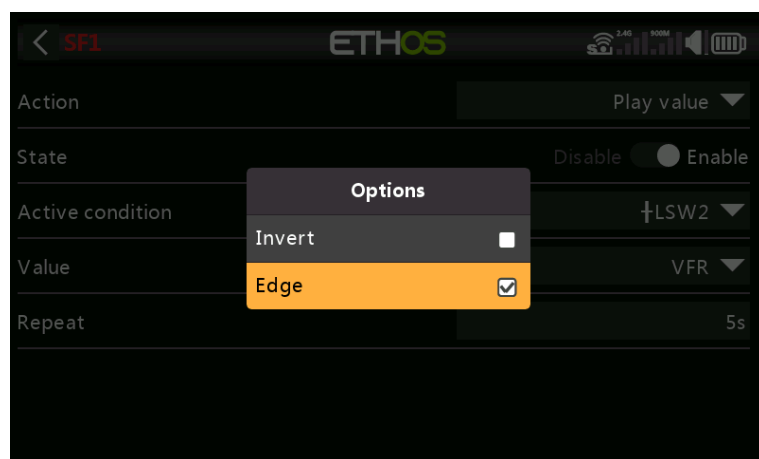 SF1 ETHOS 2.4G 900M
Action Play value
State Disable Enable
Options
Active condition ┼LSW2
Invert
Value VFR
Edge
Repeat 5s